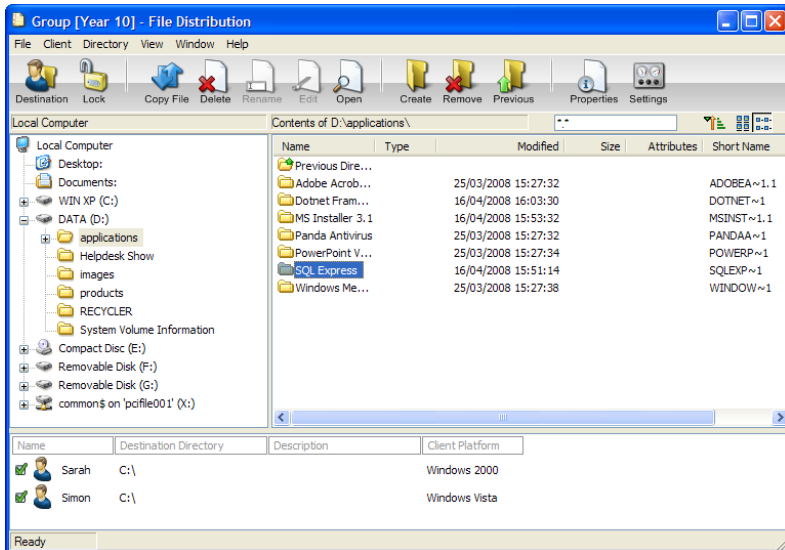 Group [Year 10] - File Distribution
File Client Directory View Window Help
Destination Lock Copy File Delete Rename Edit Open Create Remove Previous Properties Settings
Local Computer Contents of D:\applications\ *.*
Local Computer
Desktop:
Documents:
WIN XP (C:)
DATA (D:)
applications
Helpdesk Show
images
products
RECYCLER
System Volume Information
Compact Disc (E:)
Removable Disk (F:)
Removable Disk (G:)
common$ on 'pcifile001' (X:)
Name Type Modified Size Attributes Short Name
Previous Dire...
Adobe Acrob... 25/03/2008 15:27:32 ADOBEA~1.1
Dotnet Fram... 16/04/2008 16:03:30 DOTNET~1
MS Installer 3.1 16/04/2008 15:53:32 MSINST~1.1
Panda Antivirus 25/03/2008 15:27:32 PANDAA~1
PowerPoint V... 25/03/2008 15:27:34 POWERP~1
SQL Express 16/04/2008 15:51:14 SQLEXP~1
Windows Me... 25/03/2008 15:27:38 WINDOW~1
Name Destination Directory Description Client Platform
Sarah C:\ Windows 2000
Simon C:\ Windows Vista
Ready